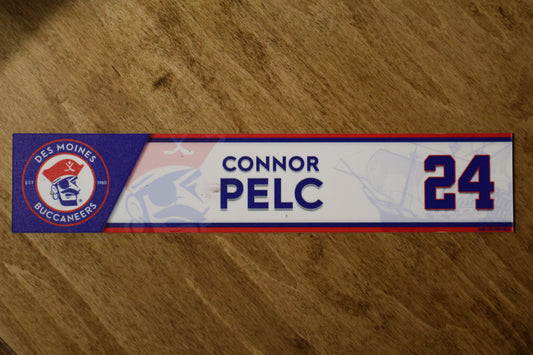 DES MOINES
EST 1980
BUCCANEERS
CONNOR
PELC
24